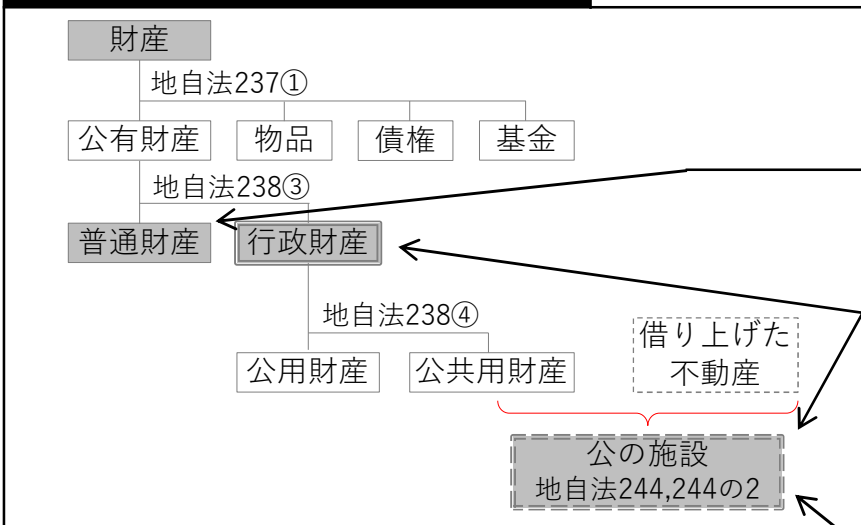 財産
地自法237①
公有財産 物品 債権 基金
地自法238③
普通財産 行政財産
地自法238④
借り上げた
不動産
公用財産 公共用財産
公の施設
地自法244,244の2